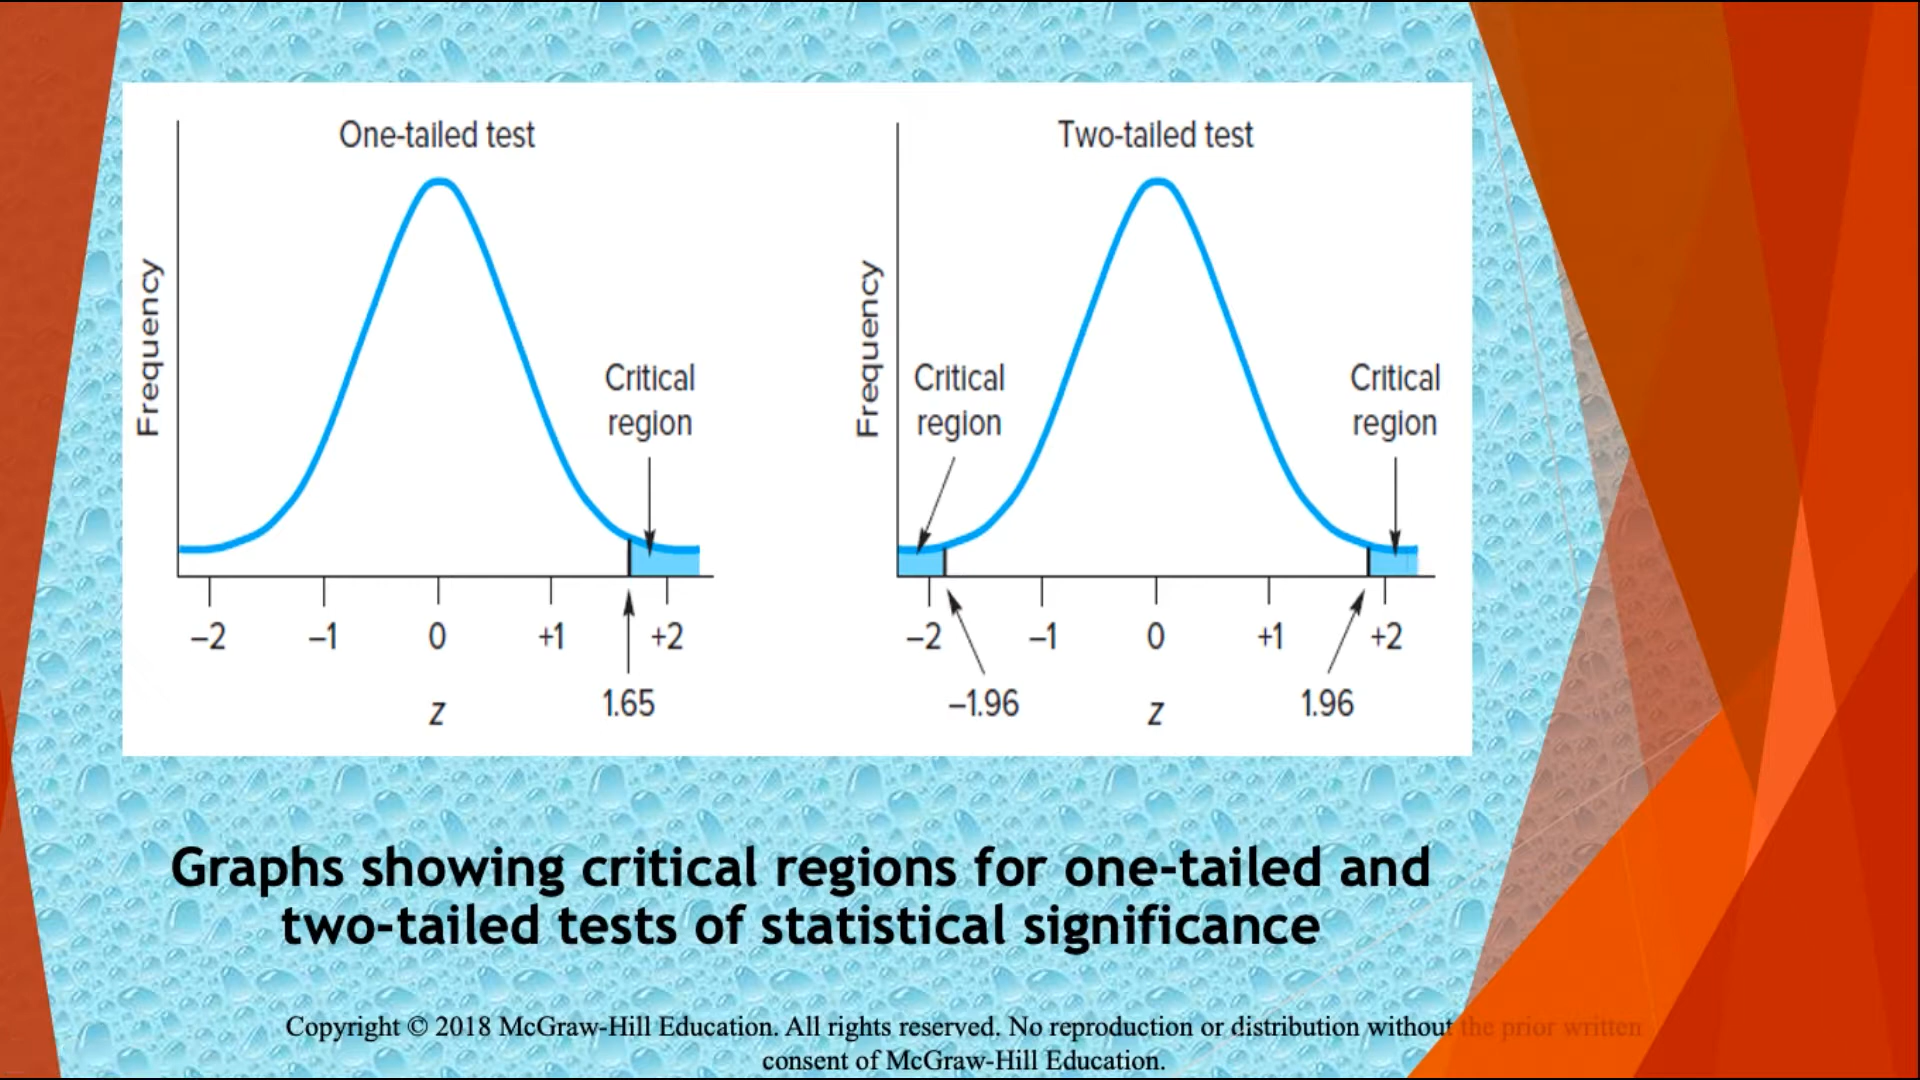 One-tailed test
Frequency
Critical
region
–2 –1 0 +1 +2
z 1.65
Two-tailed test
Frequency
Critical
region
Critical
region
–2 –1 0 +1 +2
–1.96 z 1.96
Graphs showing critical regions for one-tailed and
two-tailed tests of statistical significance
Copyright © 2018 McGraw-Hill Education. All rights reserved. No reproduction or distribution without the prior written
consent of McGraw-Hill Education.